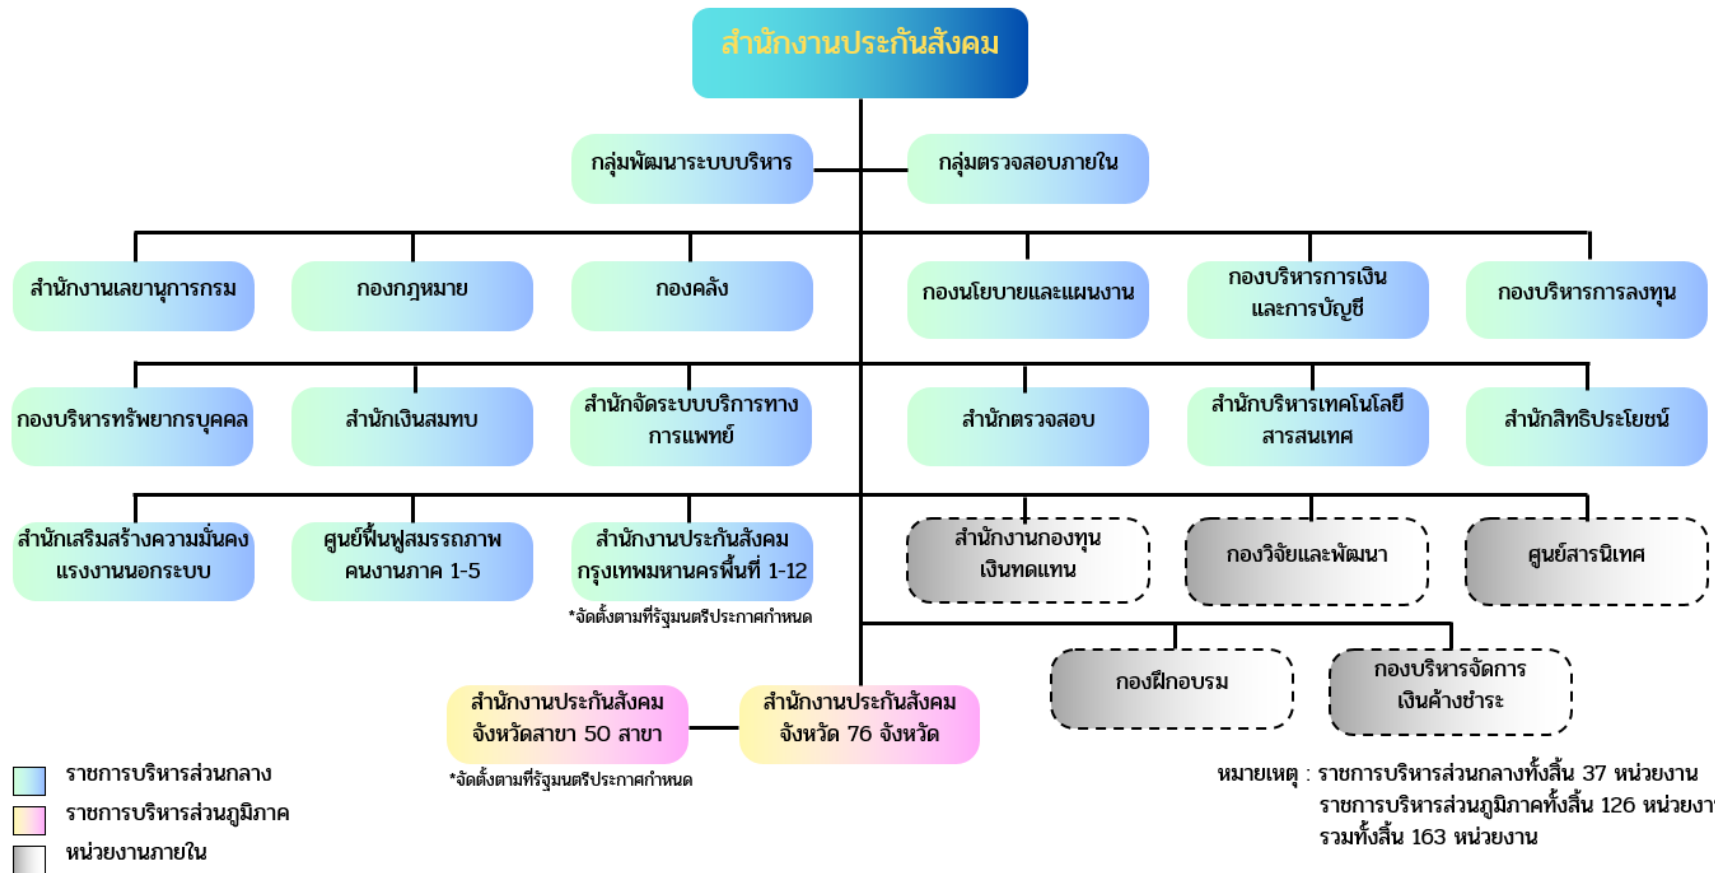 สำนักงานประกันสังคม
กลุ่มพัฒนาระบบบริหาร
กลุ่มตรวจสอบภายใน
สำนักงานเลขานุการกรม
กองกฎหมาย
กองคลัง
กองนโยบายและแผนงาน
กองบริหารการเงิน
และการบัญชี
กองบริหารการลงทุน
กองบริหารทรัพยากรบุคคล
สำนักเงินสมทบ
สำนักจัดระบบบริการทาง
การแพทย์
สำนักตรวจสอบ
สำนักบริหารเทคโนโลยี
สารสนเทศ
สำนักสิทธิประโยชน์
สำนักเสริมสร้างความมั่นคง
แรงงานนอกระบบ
ศูนย์ฟื้นฟูสมรรถภาพ
คนงานภาค 1-5
สำนักงานประกันสังคม
กรุงเทพมหานครพื้นที่ 1-12
*จัดตั้งตามที่รัฐมนตรีประกาศกำหนด
สำนักงานกองทุน
เงินทดแทน
กองวิจัยและพัฒนา
ศูนย์สารนิเทศ
กองฝึกอบรม
กองบริหารจัดการ
เงินค้างชำระ
สำนักงานประกันสังคม
จังหวัดสาขา 50 สาขา
*จัดตั้งตามที่รัฐมนตรีประกาศกำหนด
สำนักงานประกันสังคม
จังหวัด 76 จังหวัด
ราชการบริหารส่วนกลาง
ราชการบริหารส่วนภูมิภาค
หน่วยงานภายใน
หมายเหตุ : ราชการบริหารส่วนกลางทั้งสิ้น 37 หน่วยงาน
ราชการบริหารส่วนภูมิภาคทั้งสิ้น 126 หน่วยงา
รวมทั้งสิ้น 163 หน่วยงาน